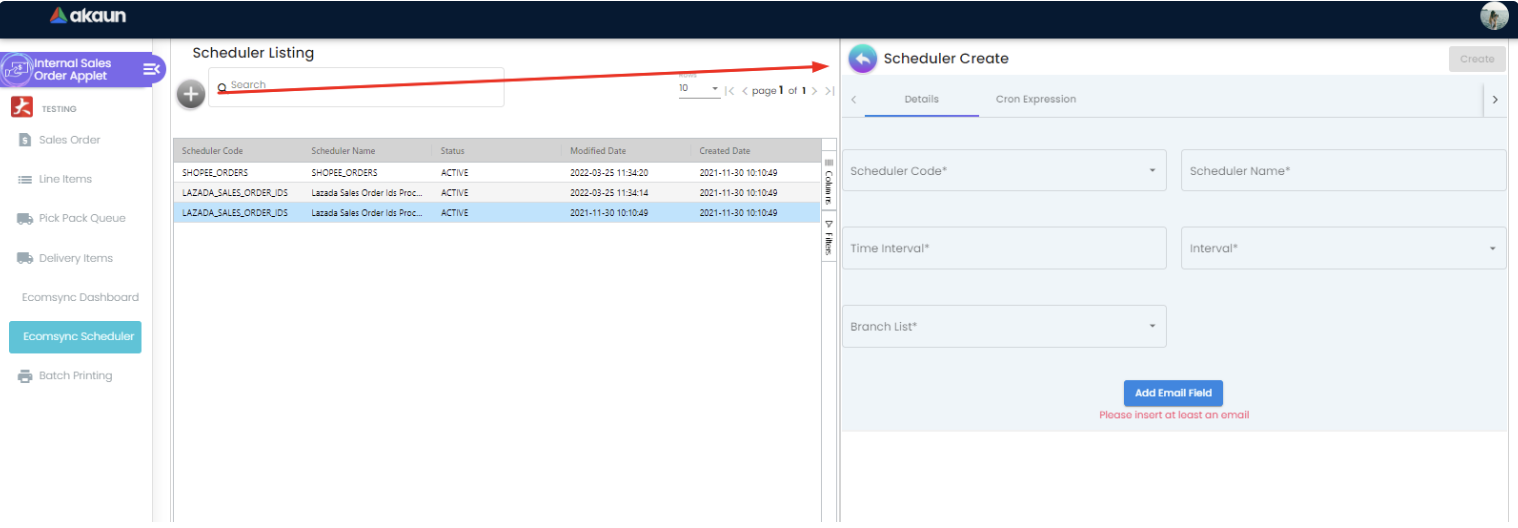 akaun
Internal Sales
Order Applet
TESTING
Sales Order
Line Items
Pick Pack Queue
Delivery Items
Ecomsync Dashboard
Ecomsync Scheduler
Batch Printing
Scheduler Listing
Search
10
page 1 of 1
Scheduler Code Scheduler Name Status Modified Date Created Date
SHOPEE_ORDERS SHOPEE_ORDERS ACTIVE 2022-03-25 11:34:20 2021-11-30 10:10:49
LAZADA_SALES_ORDER_IDS Lazada Sales Order Ids Proc... ACTIVE 2022-03-25 11:34:14 2021-11-30 10:10:49
LAZADA_SALES_ORDER_IDS Lazada Sales Order Ids Proc... ACTIVE 2021-11-30 10:10:49 2021-11-30 10:10:49
Columns
Filters
Scheduler Create
Create
Details Cron Expression
Scheduler Code* Scheduler Name*
Time Interval* Interval*
Branch List*
Add Email Field
Please insert at least an email